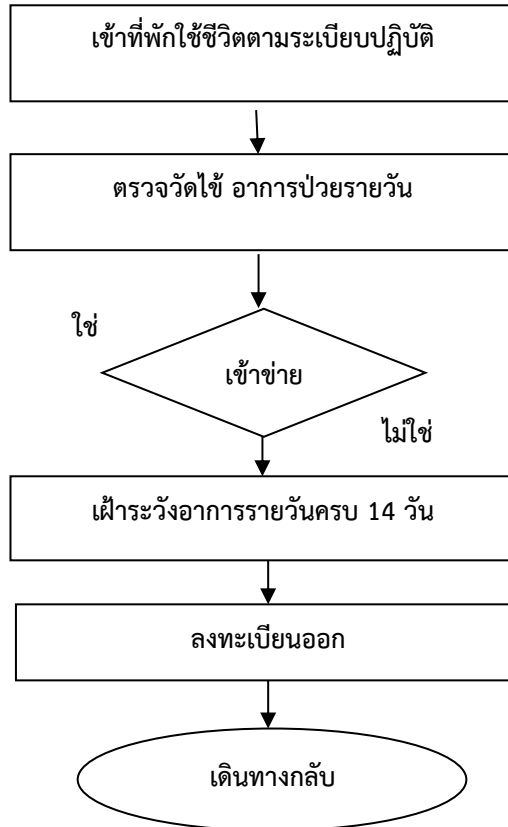 เข้าที่พักใช้ชีวิตตามระเบียบปฏิบัติ
ตรวจวัดไข้ อาการป่วยรายวัน
ใช่
เข้าข่าย
ไม่ใช่
เฝ้าระวังอาการรายวันครบ 14 วัน
ลงทะเบียนออก
เดินทางกลับ